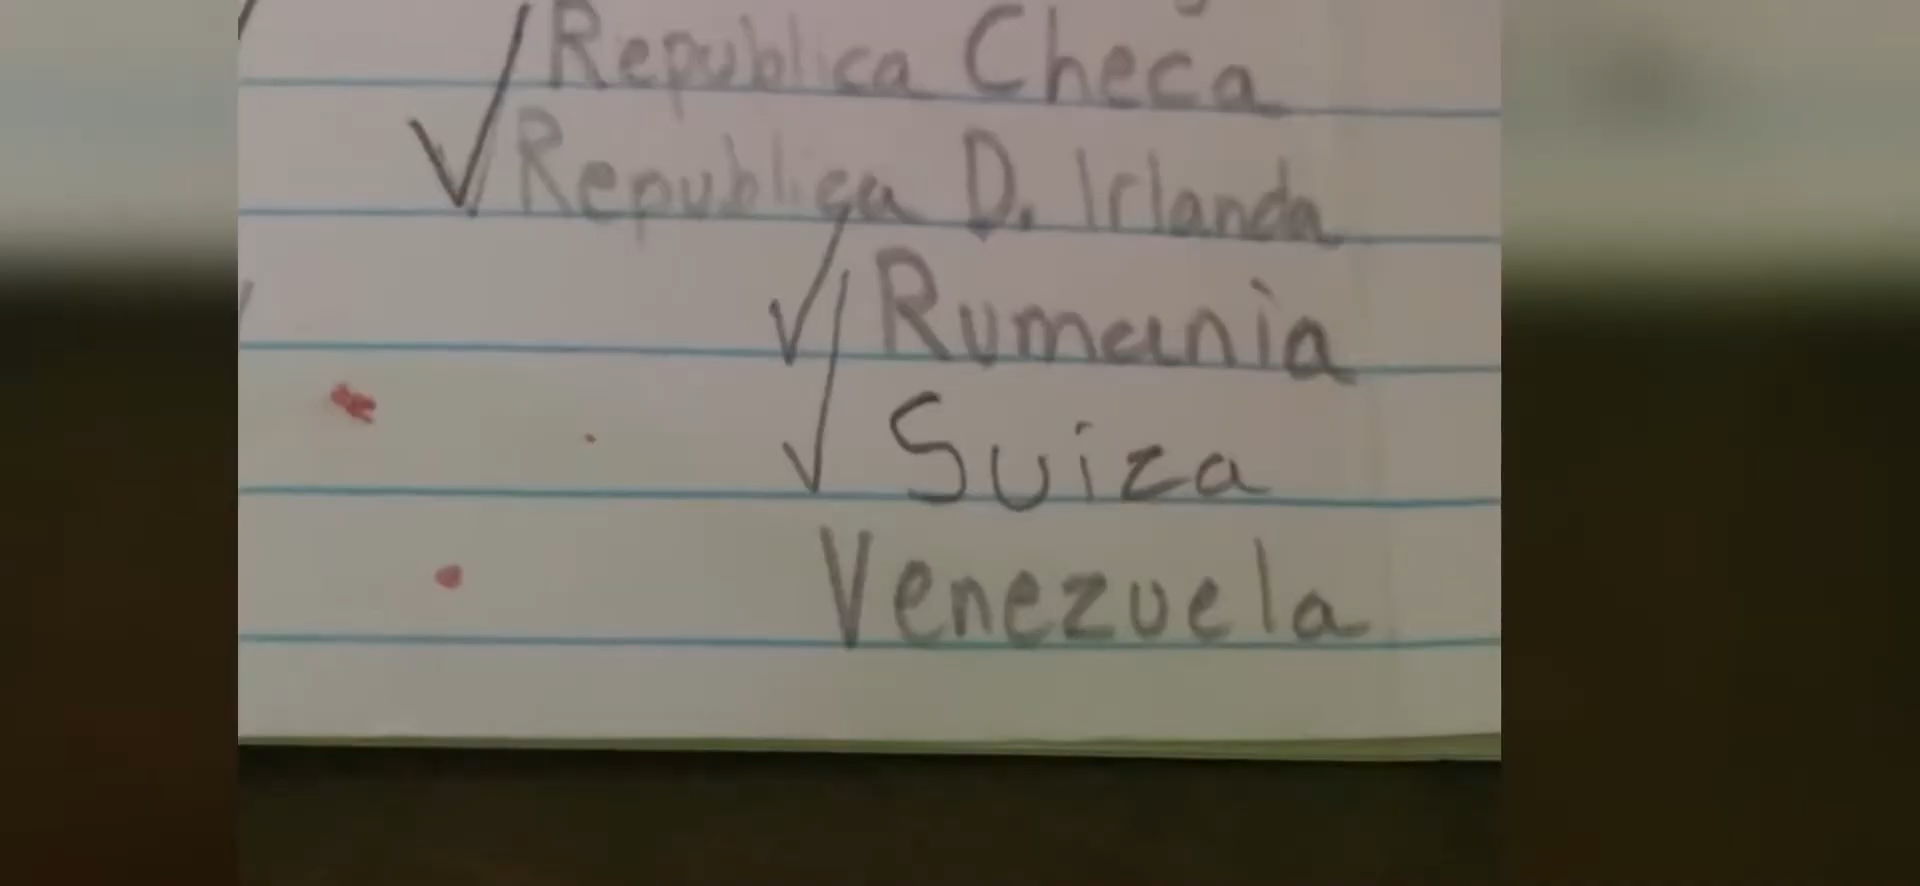 Republica Checa
Republica D. Irlanda
Rumania
Suiza
Venezuela